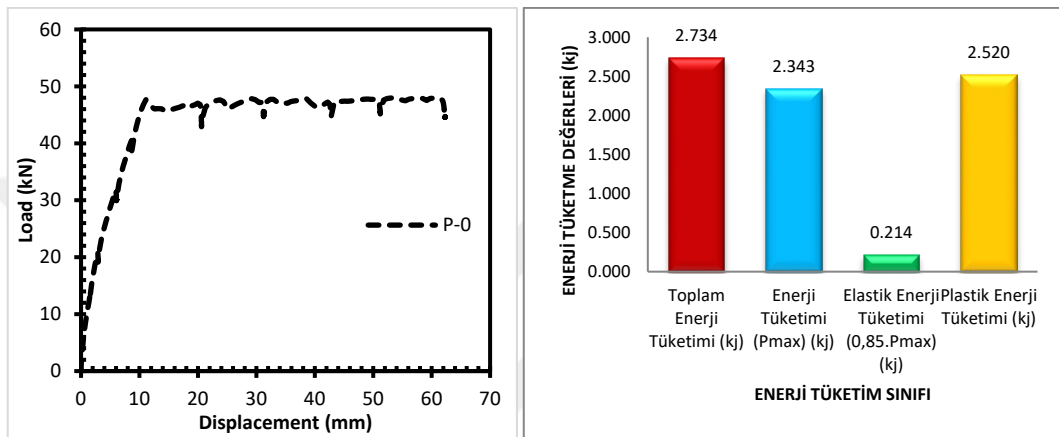 60
50
40
30
20
10
0
Load (kN)
P-0
0 10 20 30 40 50 60 70
Displacement (mm)
ENERJİ TÜKETME DEĞERLERİ (kj)
3.000
2.500
2.000
1.500
1.000
0.500
0.000
2.734
2.343
0.214
2.520
Toplam
Enerji
Tüketimi (kj)
Enerji
Tüketimi
(Pmax) (kj)
Elastik Enerji
Tüketimi
(0,85.Pmax)
(kj)
Plastik Enerji
Tüketimi (kj)
ENERJİ TÜKETİM SINIFI